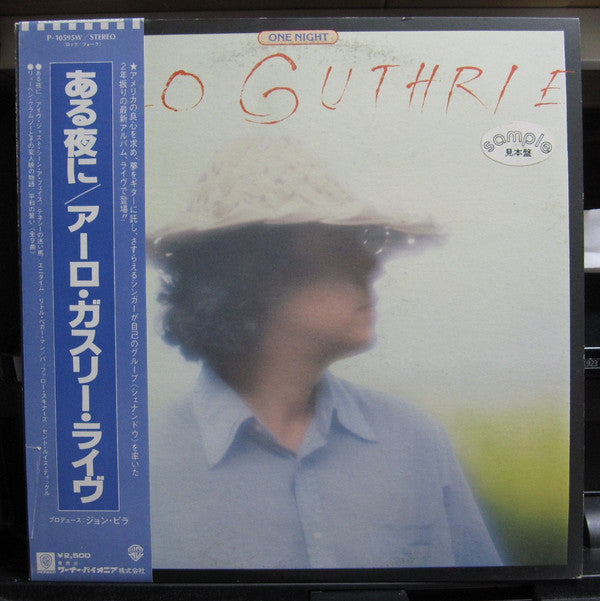 P-10595W/STEREO
(ロック/フォーク)
ONE NIGHT
LO GUTHRIE
sample
見本盤
★アメリカの良心を求め、夢をギターに託し、さすらえるシンガーが自己のグループ〈シェナンドウ〉を率いた
2年振りの最新アルバム、ライヴで登場!!
ある夜に/アーロ・ガスリー・ライヴ
プロデュース:ジョン・ピラ
¥2,500
発売元
ワーナー・パイオニア株式会社